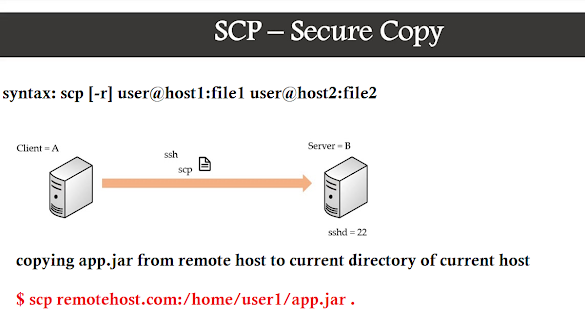 SCP – Secure Copy
syntax: scp [-r] user@host1:file1 user@host2:file2
Client = A
Server = B
ssh
scp
sshd = 22
copying app.jar from remote host to current directory of current host
$ scp remotehost.com:/home/user1/app.jar .